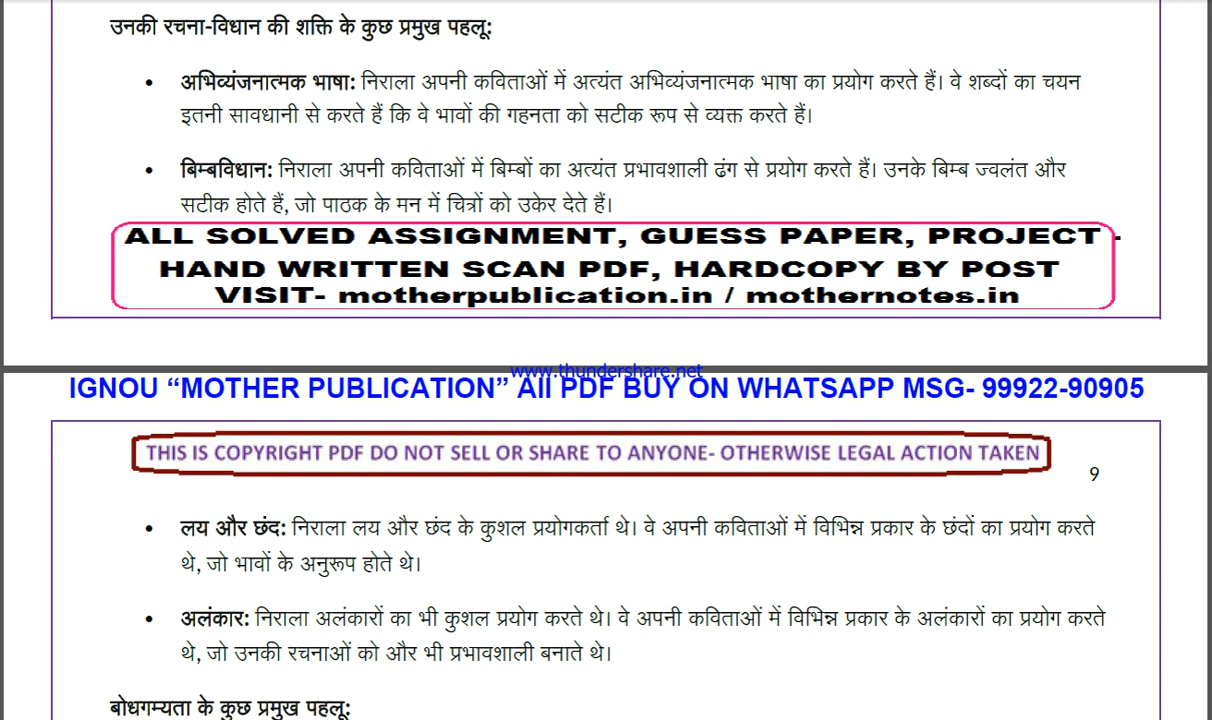 उनकी रचना-विधान की शक्ति के कुछ प्रमुख पहलू:
• अभिव्यंजनात्मक भाषा: निराला अपनी कविताओं में अत्यंत अभिव्यंजनात्मक भाषा का प्रयोग करते हैं। वे शब्दों का चयन
इतनी सावधानी से करते हैं कि वे भावों की गहनता को सटीक रूप से व्यक्त करते हैं।
• बिम्बविधान: निराला अपनी कविताओं में बिम्बों का अत्यंत प्रभावशाली ढंग से प्रयोग करते हैं। उनके बिम्ब ज्वलंत और
सटीक होते हैं, जो पाठक के मन में चित्रों को उकेर देते हैं।
ALL SOLVED ASSIGNMENT, GUESS PAPER, PROJECT -
HAND WRITTEN SCAN PDF, HARDCOPY BY POST
VISIT- motherpublication.in / mothernotes.in
www.thundershare.net
IGNOU “MOTHER PUBLICATION” All PDF BUY ON WHATSAPP MSG- 99922-90905
THIS IS COPYRIGHT PDF DO NOT SELL OR SHARE TO ANYONE- OTHERWISE LEGAL ACTION TAKEN
9
• लय और छंद: निराला लय और छंद के कुशल प्रयोगकर्ता थे। वे अपनी कविताओं में विभिन्न प्रकार के छंदों का प्रयोग करते
थे, जो भावों के अनुरूप होते थे।
• अलंकार: निराला अलंकारों का भी कुशल प्रयोग करते थे। वे अपनी कविताओं में विभिन्न प्रकार के अलंकारों का प्रयोग करते
थे, जो उनकी रचनाओं को और भी प्रभावशाली बनाते थे।
बोधगम्यता के कुछ प्रमुख पहलू: